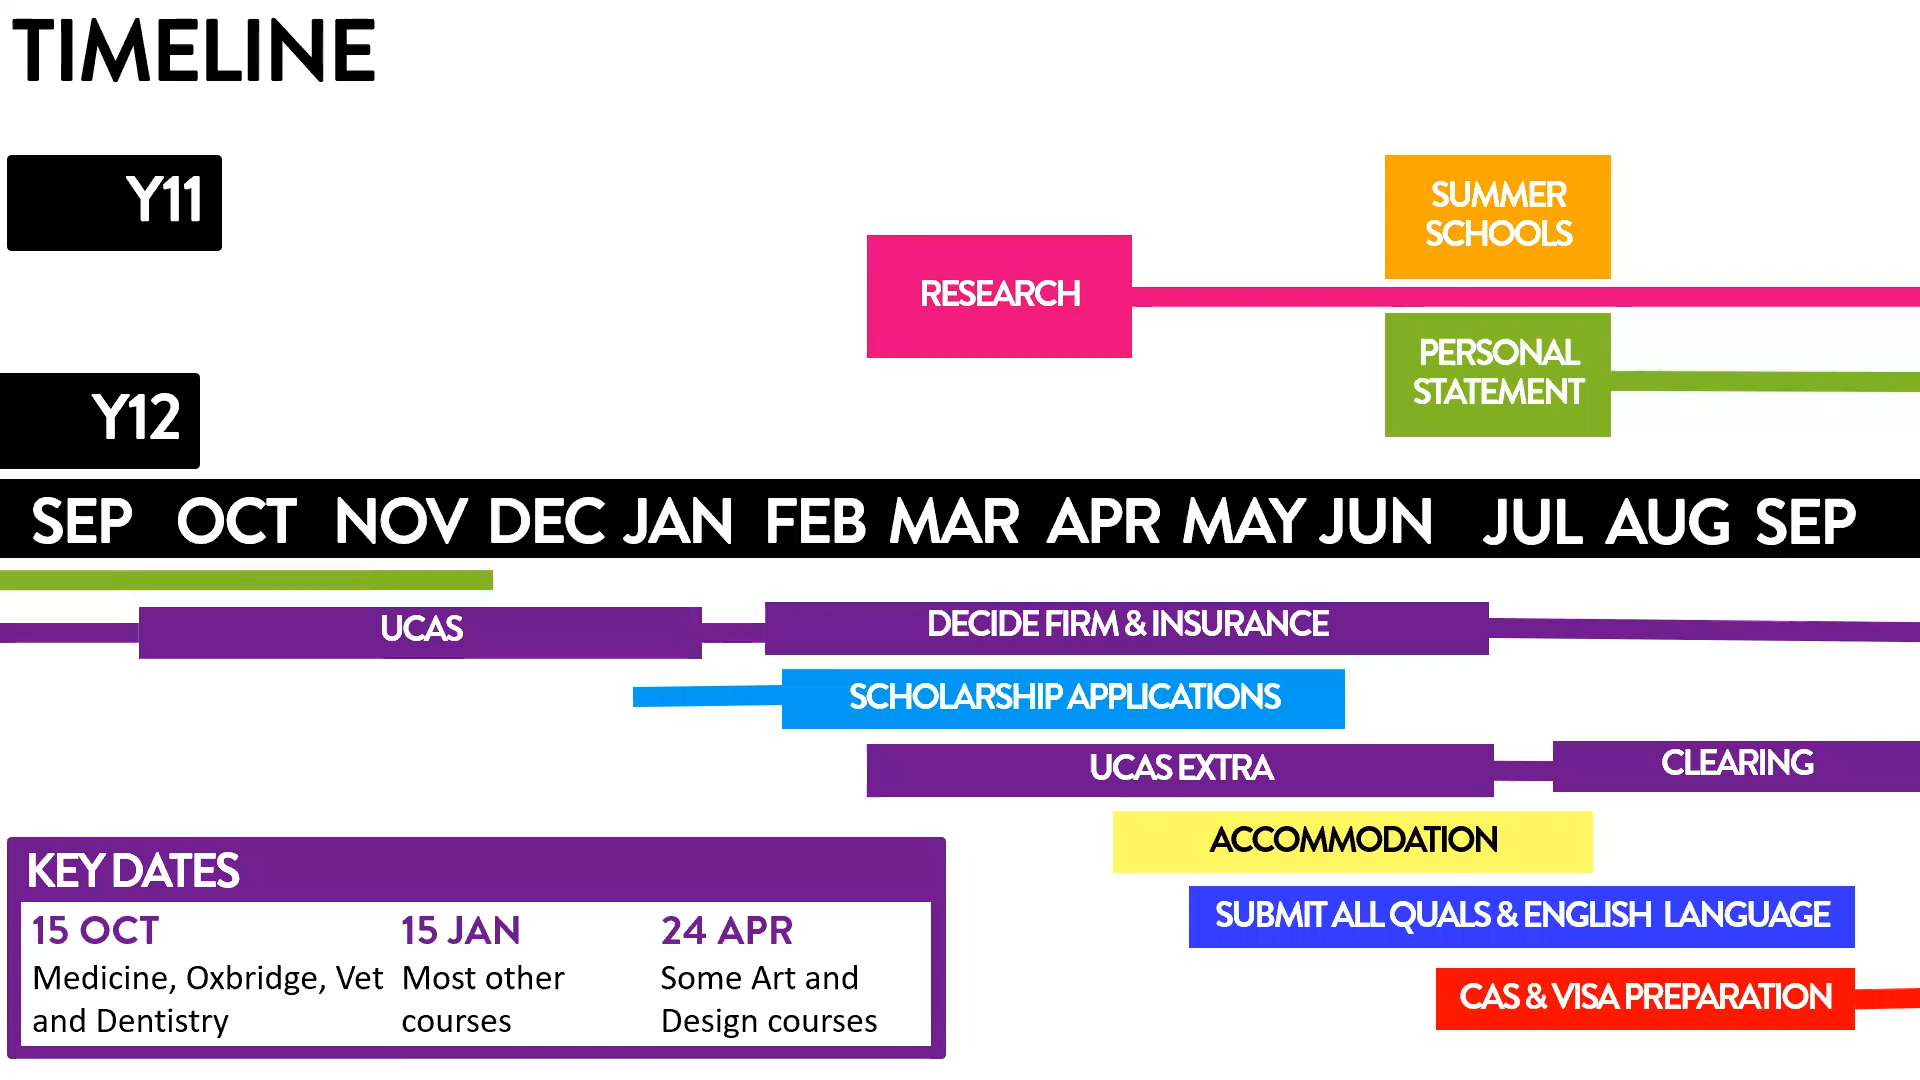 TIMELINE
Y11
SUMMER
SCHOOLS
RESEARCH
PERSONAL
STATEMENT
Y12
SEP OCT NOV DEC JAN FEB MAR APR MAY JUN JUL AUG SEP
UCAS
DECIDE FIRM & INSURANCE
SCHOLARSHIP APPLICATIONS
UCAS EXTRA
CLEARING
ACCOMMODATION
SUBMIT ALL QUALS & ENGLISH LANGUAGE
CAS & VISA PREPARATION
KEY DATES
15 OCT
Medicine, Oxbridge, Vet
and Dentistry
15 JAN
Most other
courses
24 APR
Some Art and
Design courses